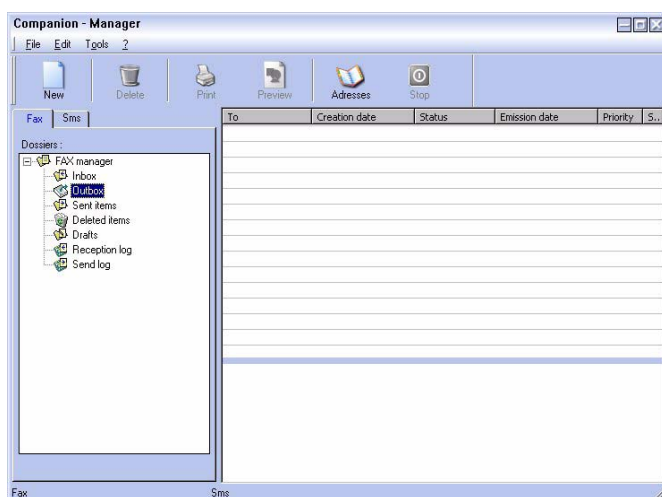 Companion - Manager
File Edit Tools ?
New Delete Print Preview Adresses Stop
Fax Sms
To Creation date Status Emission date Priority S...
Dossiers :
FAX manager
Inbox
Outbox
Sent items
Deleted items
Drafts
Reception log
Send log
Fax Sms